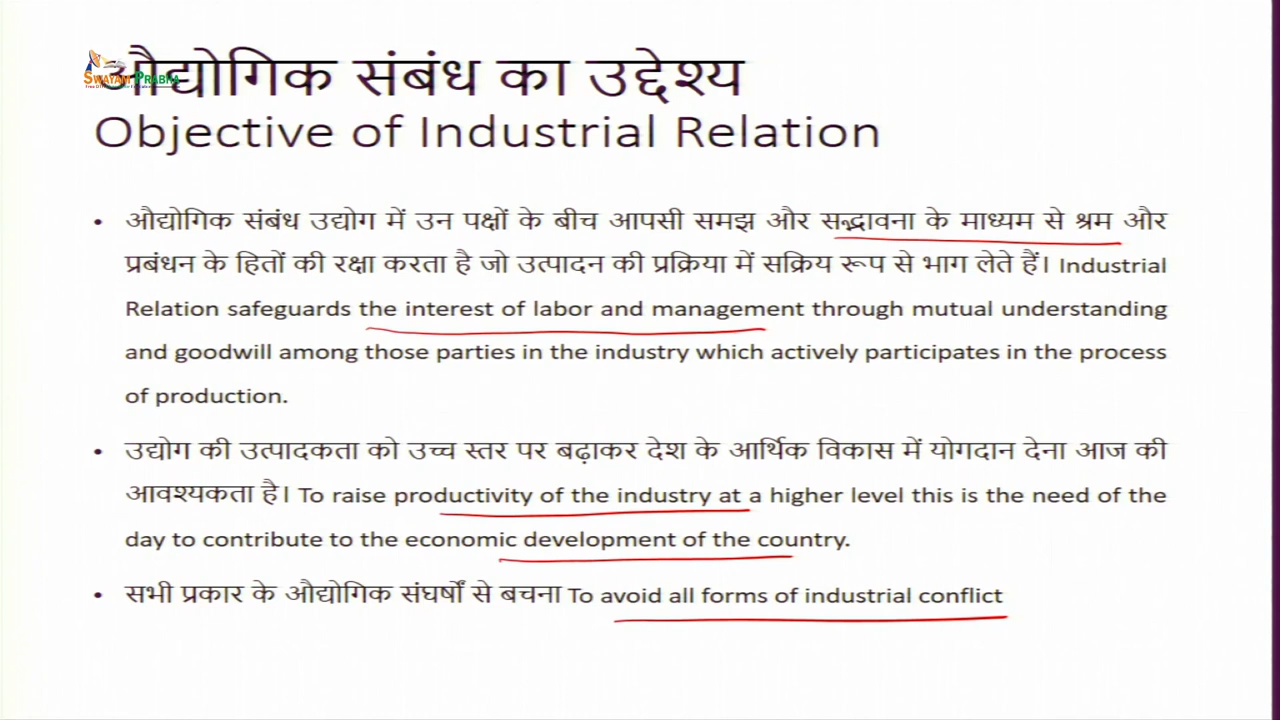 SWAYAM PRABHA
औद्योगिक संबंध का उद्देश्य
Objective of Industrial Relation
• औद्योगिक संबंध उद्योग में उन पक्षों के बीच आपसी समझ और सद्भावना के माध्यम से श्रम और
प्रबंधन के हितों की रक्षा करता है जो उत्पादन की प्रक्रिया में सक्रिय रूप से भाग लेते हैं। Industrial
Relation safeguards the interest of labor and management through mutual understanding
and goodwill among those parties in the industry which actively participates in the process
of production.
• उद्योग की उत्पादकता को उच्च स्तर पर बढ़ाकर देश के आर्थिक विकास में योगदान देना आज की
आवश्यकता है। To raise productivity of the industry at a higher level this is the need of the
day to contribute to the economic development of the country.
• सभी प्रकार के औद्योगिक संघर्षों से बचना To avoid all forms of industrial conflict